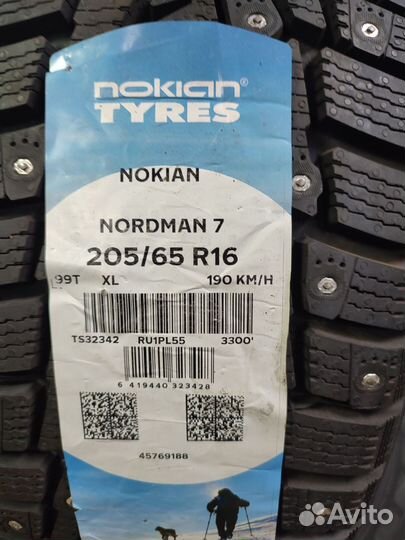 nokian®
TYRES
NOKIAN
NORDMAN 7
205/65 R16
99T XL 190 KM/H
TS32342 RU1PL55 3300'
6 419440 323428
45769188
Avito